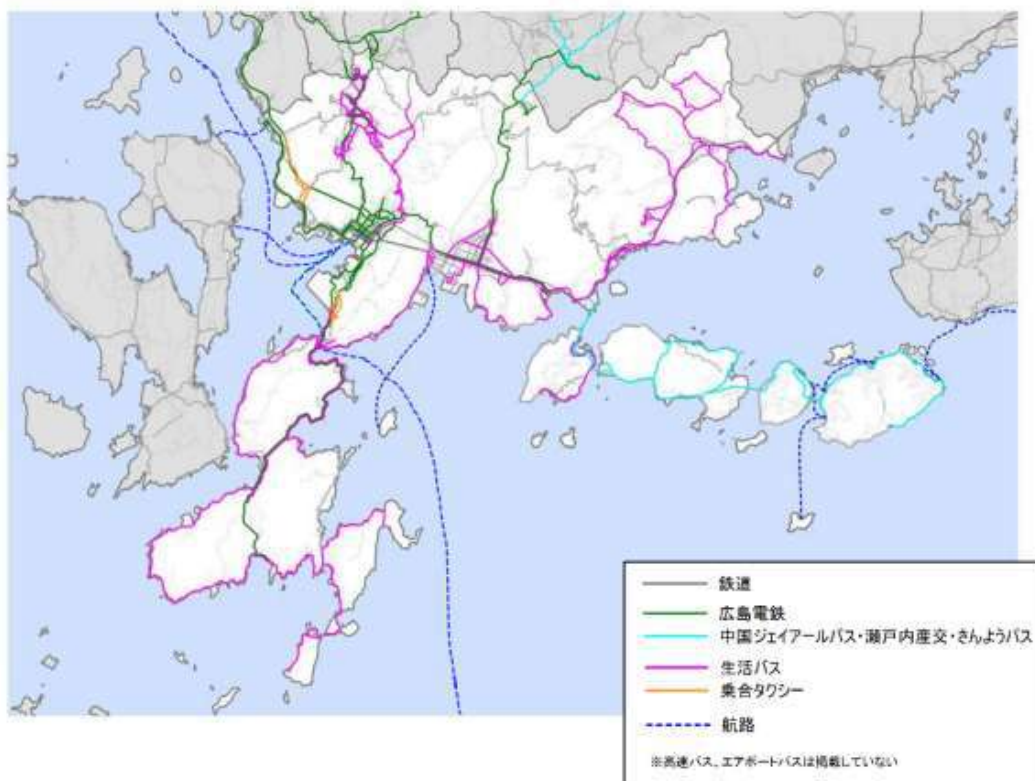 鉄道
広島電鉄
中国ジェイアールバス・瀬戸内産交・さんようバス
生活バス
乗合タクシー
航路
※高速バス、エアポートバスは掲載していない